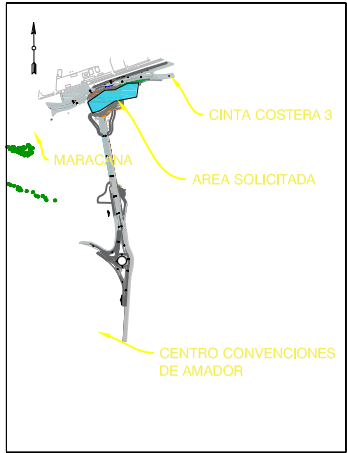 CINTA COSTERA 3
MARACANA
AREA SOLICITADA
CENTRO CONVENCIONES
DE AMADOR